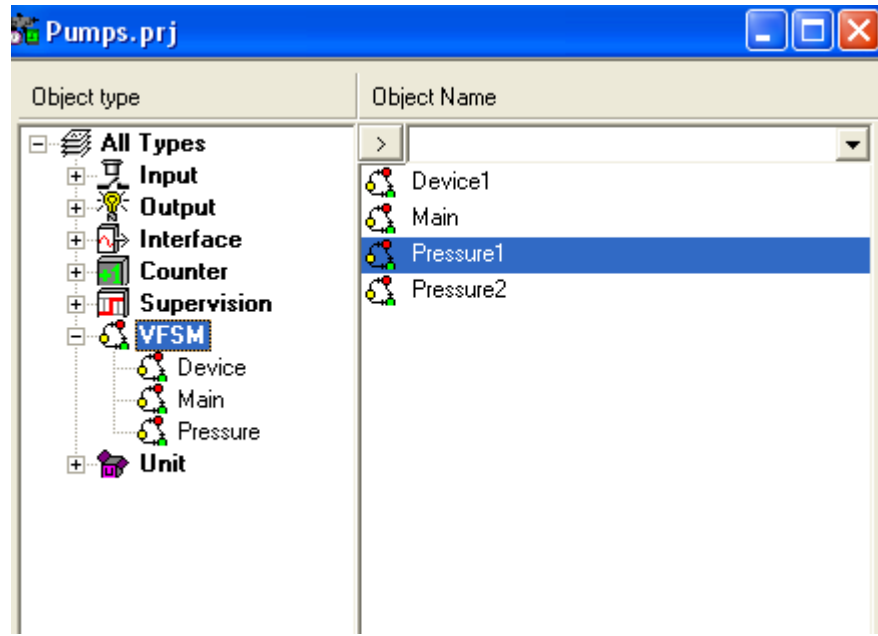 Pumps.prj
Object type
Object Name
All Types
Input
Output
Interface
Counter
Supervision
VFSM
Device
Main
Pressure
Unit
>
Device1
Main
Pressure1
Pressure2